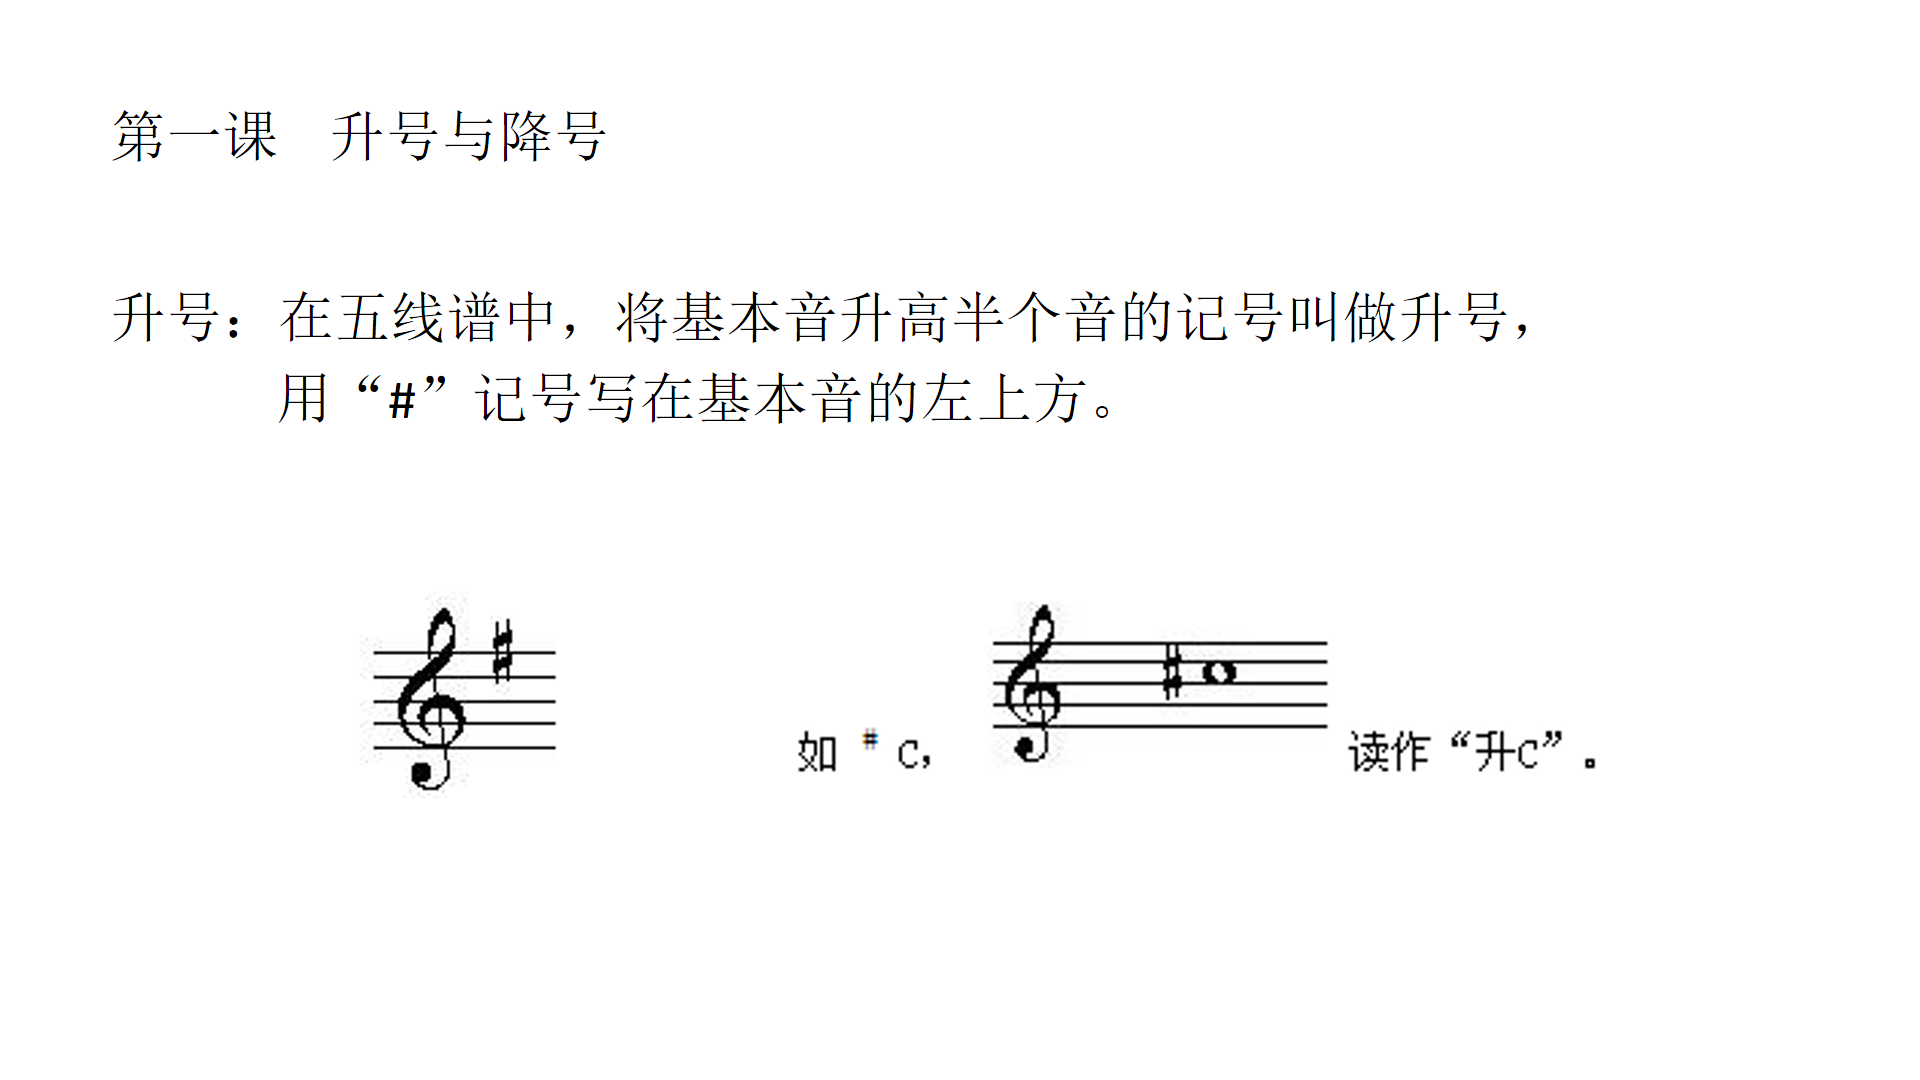 第一课 升号与降号
升号：在五线谱中，将基本音升高半个音的记号叫做升号，
用“#”记号写在基本音的左上方。
如 # C， 读作“升C”。